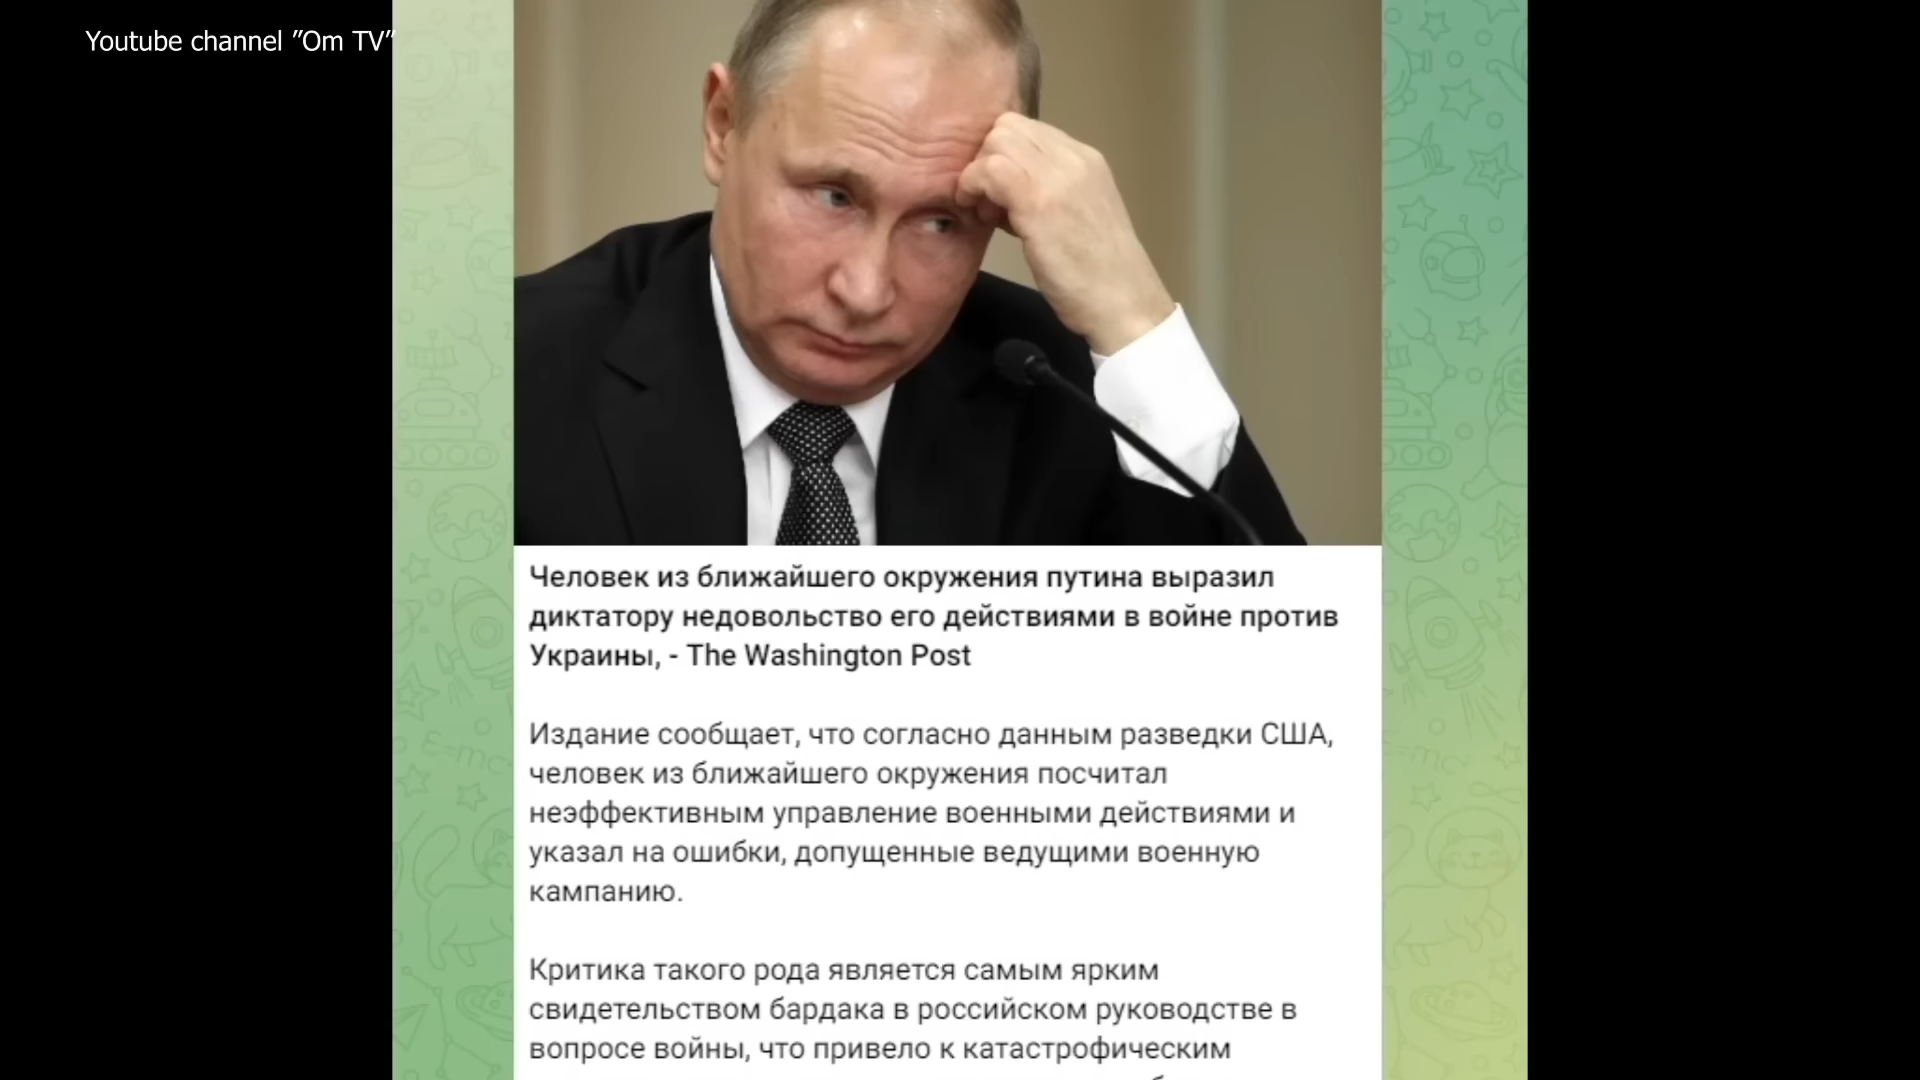 Youtube channel "Om TV"
Человек из ближайшего окружения путина выразил
диктатору недовольство его действиями в войне против
Украины, - The Washington Post
Издание сообщает, что согласно данным разведки США,
человек из ближайшего окружения посчитал
неэффективным управление военными действиями и
указал на ошибки, допущенные ведущими военную
кампанию.
Критика такого рода является самым ярким
свидетельством бардака в российском руководстве в
вопросе войны, что привело к катастрофическим